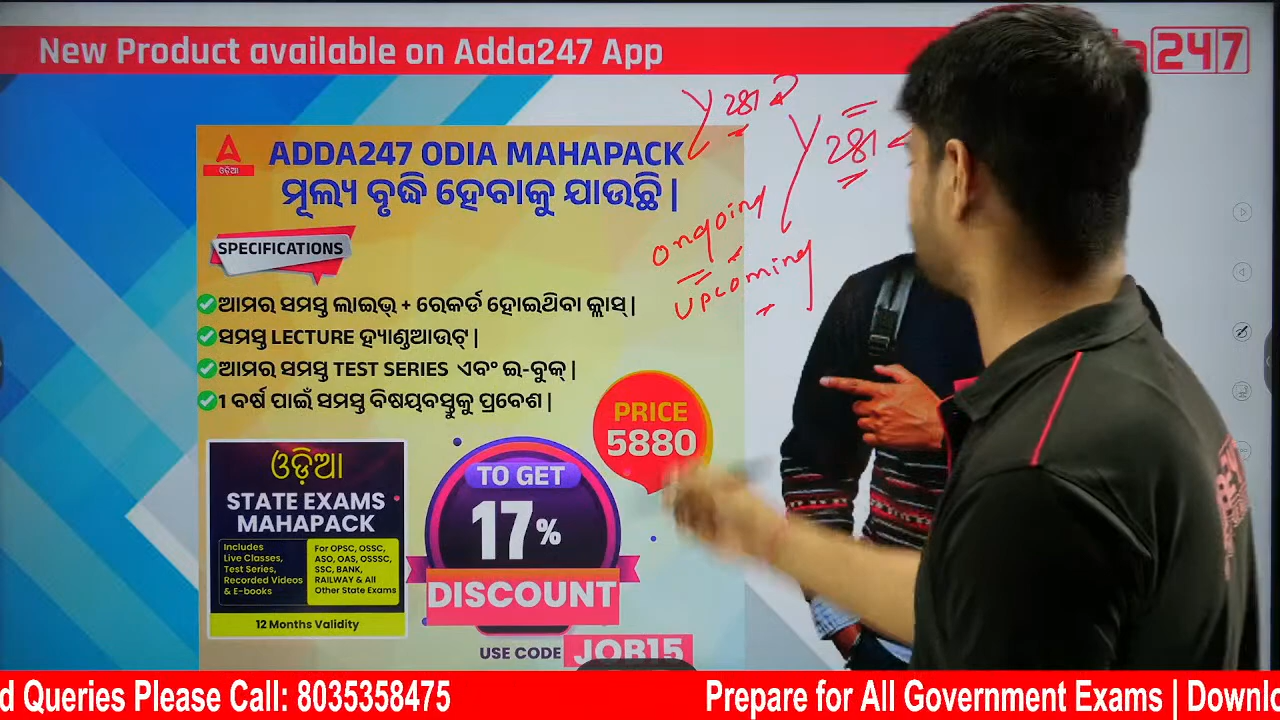 New Product available on Adda247 App
247
ଓଡ଼ିଆ
ADDA247 ODIA MAHAPACK
ମୂଲ୍ୟ ବୃଦ୍ଧି ହେବାକୁ ଯାଉଛି |
Y281
Y281
ongoing
upcoming
SPECIFICATIONS
ଆମର ସମସ୍ତ ଲାଇଭ୍ + ରେକର୍ଡ ହୋଇଥିବା କ୍ଲାସ୍ |
ସମସ୍ତ LECTURE ହ୍ୟାଣ୍ଡଆଉଟ୍ |
ଆମର ସମସ୍ତ TEST SERIES ଏବଂ ଇ-ବୁକ୍ |
1 ବର୍ଷ ପାଇଁ ସମସ୍ତ ବିଷୟବସ୍ତୁକୁ ପ୍ରବେଶ |
PRICE
5880
ଓଡ଼ିଆ
STATE EXAMS
MAHAPACK
Includes
Live Classes,
Test Series,
Recorded Videos
& E-books
For OPSC, OSSC,
ASO, OAS, OSSSC,
SSC, BANK,
RAILWAY & All
Other State Exams
12 Months Validity
TO GET
17%
DISCOUNT
USE CODE JOB15
d Queries Please Call: 8035358475
Prepare for All Government Exams | Downlo